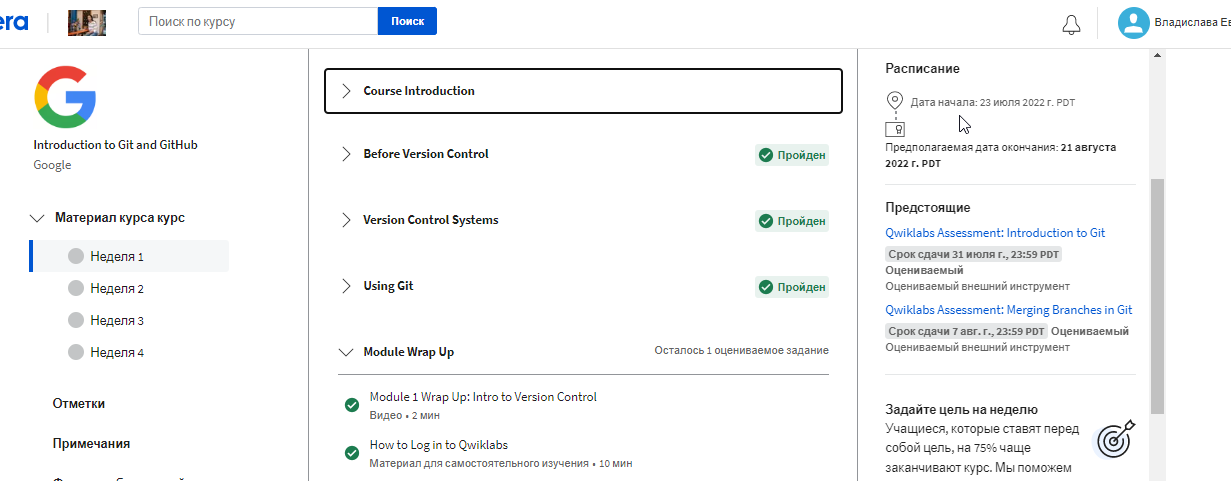 era
Поиск по курсу
Поиск
Владислава Ев
Introduction to Git and GitHub
Google
Материал курса курс
Неделя 1
Неделя 2
Неделя 3
Неделя 4
Отметки
Примечания
Course Introduction
Before Version Control
Пройден
Version Control Systems
Пройден
Using Git
Пройден
Module Wrap Up
Осталось 1 оцениваемое задание
Module 1 Wrap Up: Intro to Version Control
Видео • 2 мин
How to Log in to Qwiklabs
Материал для самостоятельного изучения • 10 мин
Расписание
Дата начала: 23 июля 2022 г. PDT
Предполагаемая дата окончания: 21 августа
2022 г. PDT
Предстоящие
Qwiklabs Assessment: Introduction to Git
Срок сдачи 31 июля г., 23:59 PDT
Оцениваемый
Оцениваемый внешний инструмент
Qwiklabs Assessment: Merging Branches in Git
Срок сдачи 7 авг. г., 23:59 PDT Оцениваемый
Оцениваемый внешний инструмент
Задайте цель на неделю
Учащиеся, которые ставят перед
собой цель, на 75% чаще
заканчивают курс. Мы поможем